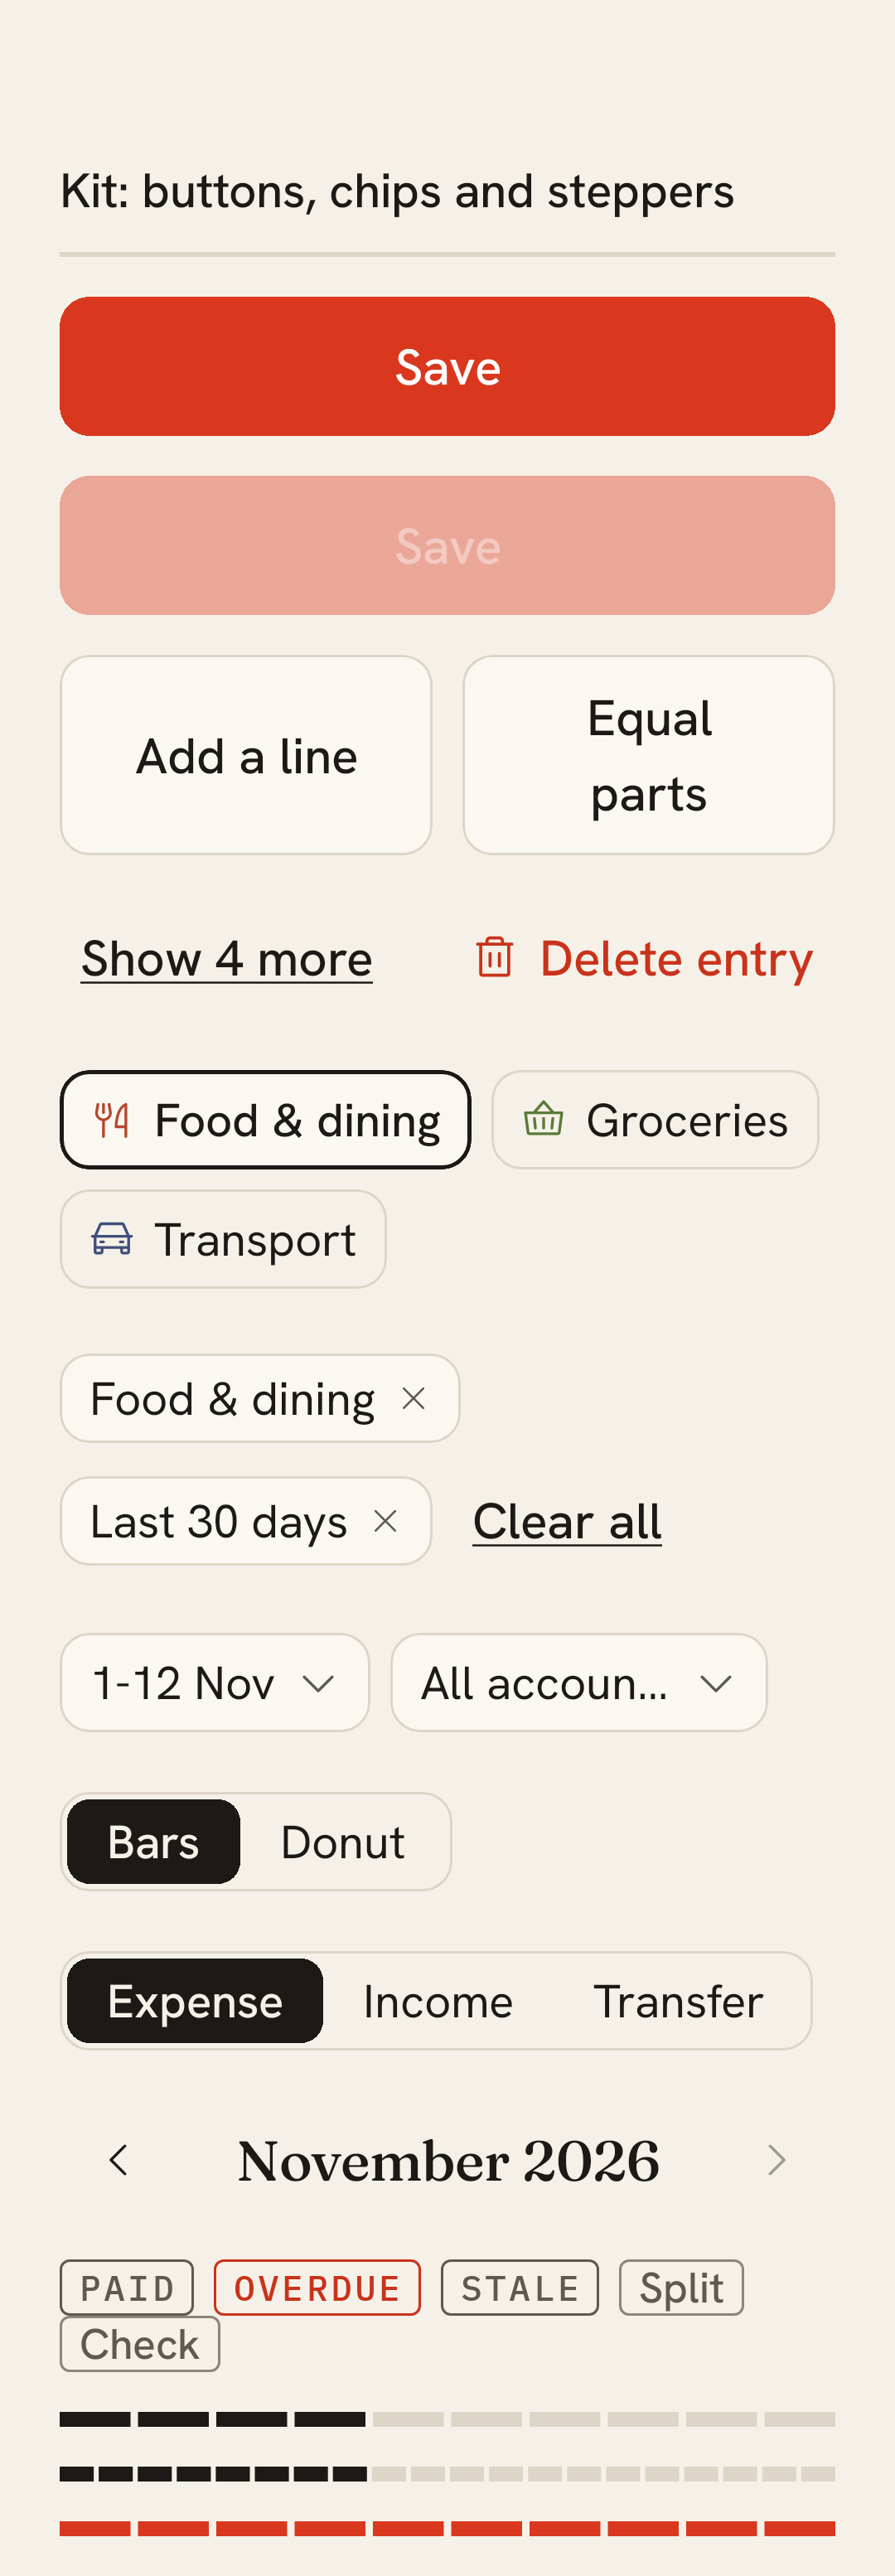 Kit: buttons, chips and steppers
Save
Save
Add a line
Equal
parts
Show 4 more
Delete entry
Food & dining
Groceries
Transport
Food & dining
Last 30 days
Clear all
1-12 Nov
All accoun...
Bars
Donut
Expense
Income
Transfer
November 2026
PAID
OVERDUE
STALE
Split
Check